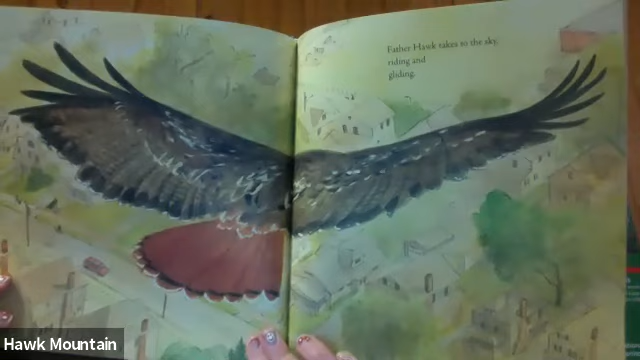 Father Hawk takes to the sky,
riding and
gliding.
Hawk Mountain